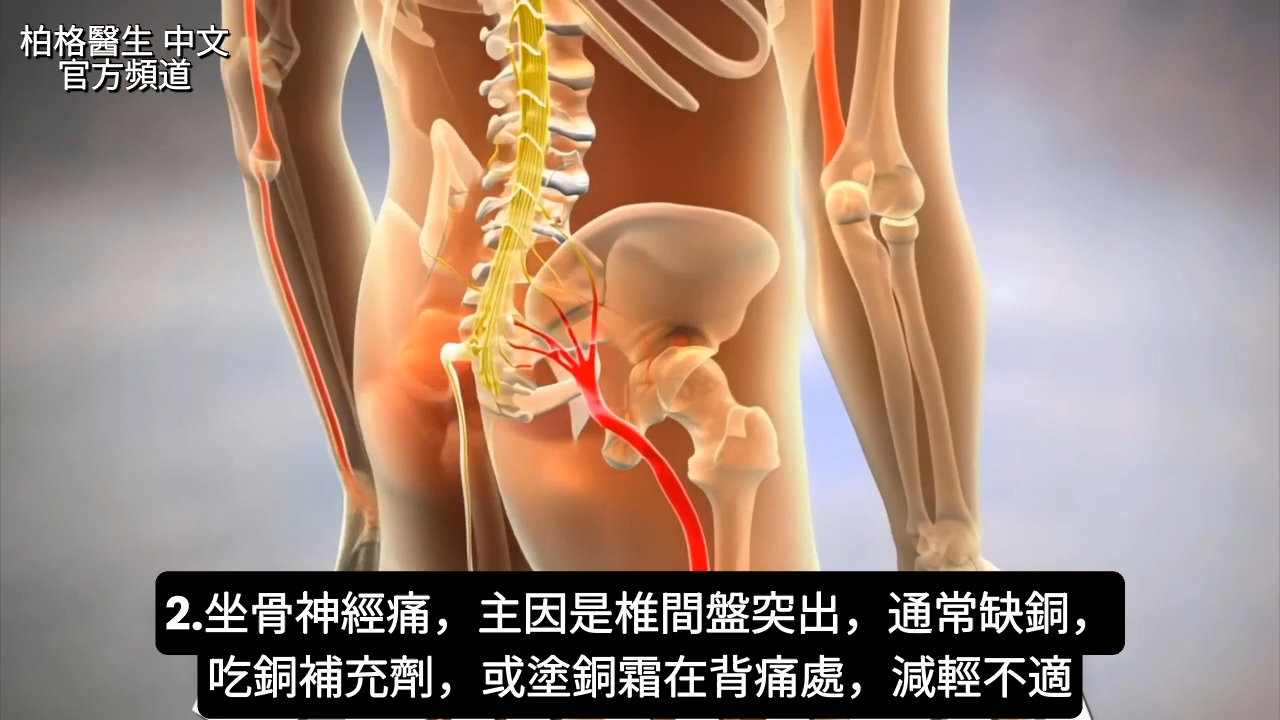 柏格醫生 中文
官方頻道
2.坐骨神經痛，主因是椎間盤突出，通常缺銅，
吃銅補充劑，或塗銅霜在背痛處，減輕不適